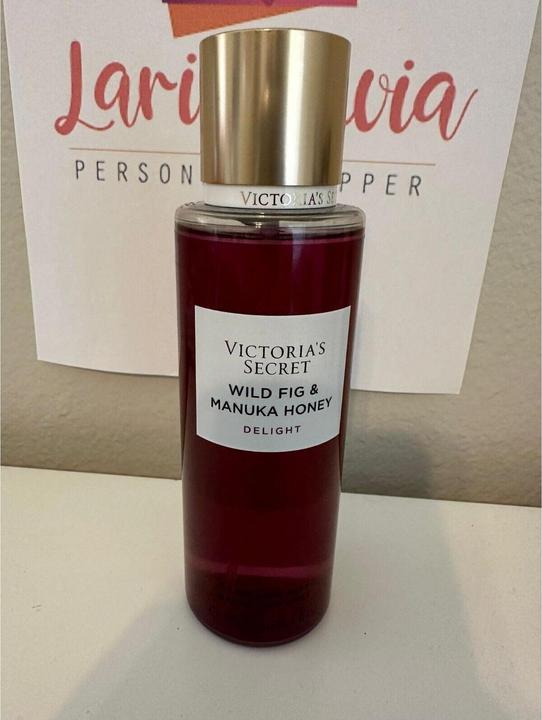 Lari via
PERSON PPER
VICTORIA'S SE
VICTORIA'S
SECRET
WILD FIG &
MANUKA HONEY
DELIGHT